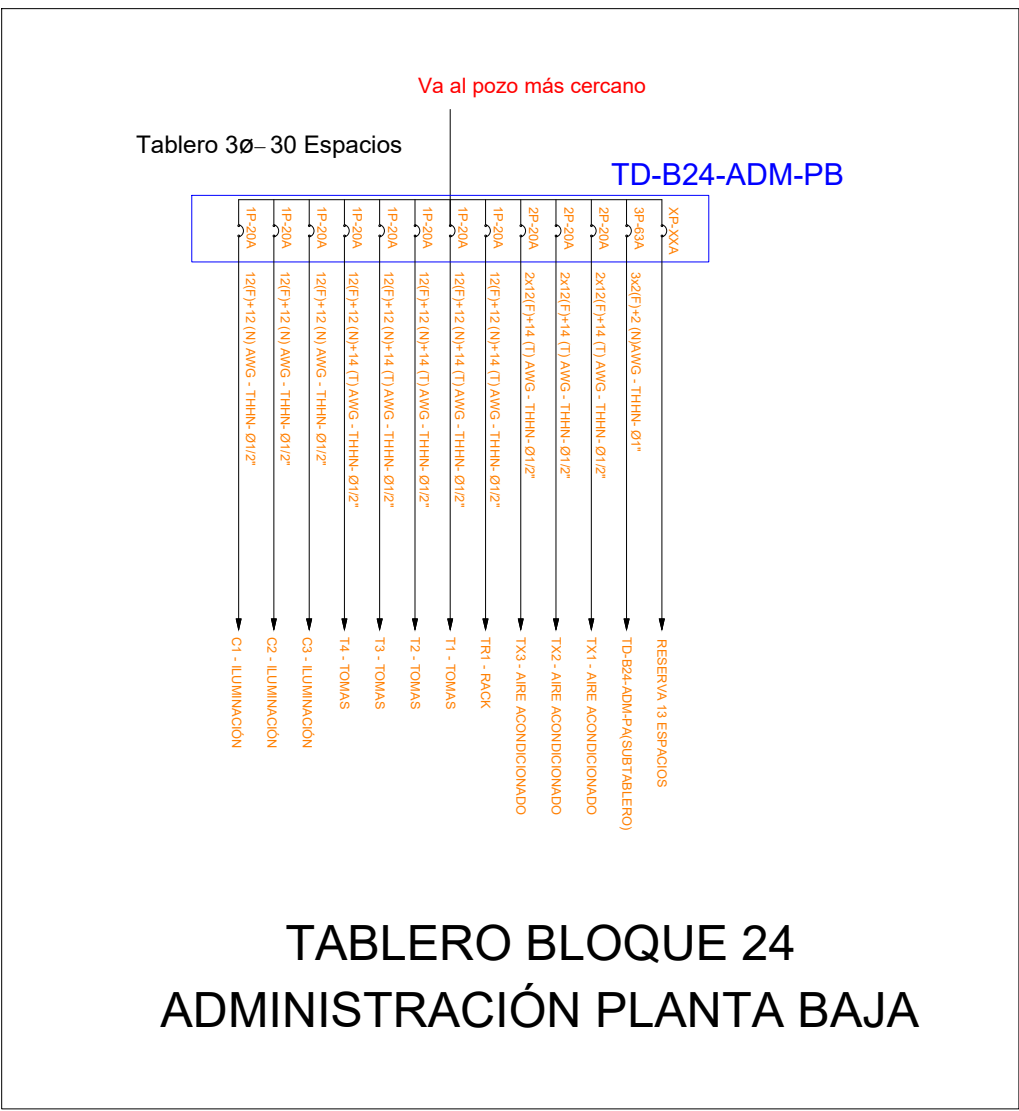 Va al pozo más cercano
Tablero 3ø– 30 Espacios
TD-B24-ADM-PB
1P-20A
1P-20A
1P-20A
1P-20A
1P-20A
1P-20A
1P-20A
1P-20A
2P-20A
2P-20A
2P-20A
3P-63A
XP-XXA
12(F)+12 (N) AWG - THHN- Ø1/2"
12(F)+12 (N) AWG - THHN- Ø1/2"
12(F)+12 (N) AWG - THHN- Ø1/2"
12(F)+12 (N)+14 (T) AWG - THHN- Ø1/2"
12(F)+12 (N)+14 (T) AWG - THHN- Ø1/2"
12(F)+12 (N)+14 (T) AWG - THHN- Ø1/2"
12(F)+12 (N)+14 (T) AWG - THHN- Ø1/2"
12(F)+12 (N)+14 (T) AWG - THHN- Ø1/2"
2x12(F)+14 (T) AWG - THHN- Ø1/2"
2x12(F)+14 (T) AWG - THHN- Ø1/2"
2x12(F)+14 (T) AWG - THHN- Ø1/2"
3x2(F)+2 (N)AWG - THHN- Ø1"
C1 - ILUMINACIÓN
C2 - ILUMINACIÓN
C3 - ILUMINACIÓN
T4 - TOMAS
T3 - TOMAS
T2 - TOMAS
T1 - TOMAS
TR1 - RACK
TX3 - AIRE ACONDICIONADO
TX2 - AIRE ACONDICIONADO
TX1 - AIRE ACONDICIONADO
TD-B24-ADM-PA(SUBTABLERO)
RESERVA 13 ESPACIOS
TABLERO BLOQUE 24
ADMINISTRACIÓN PLANTA BAJA